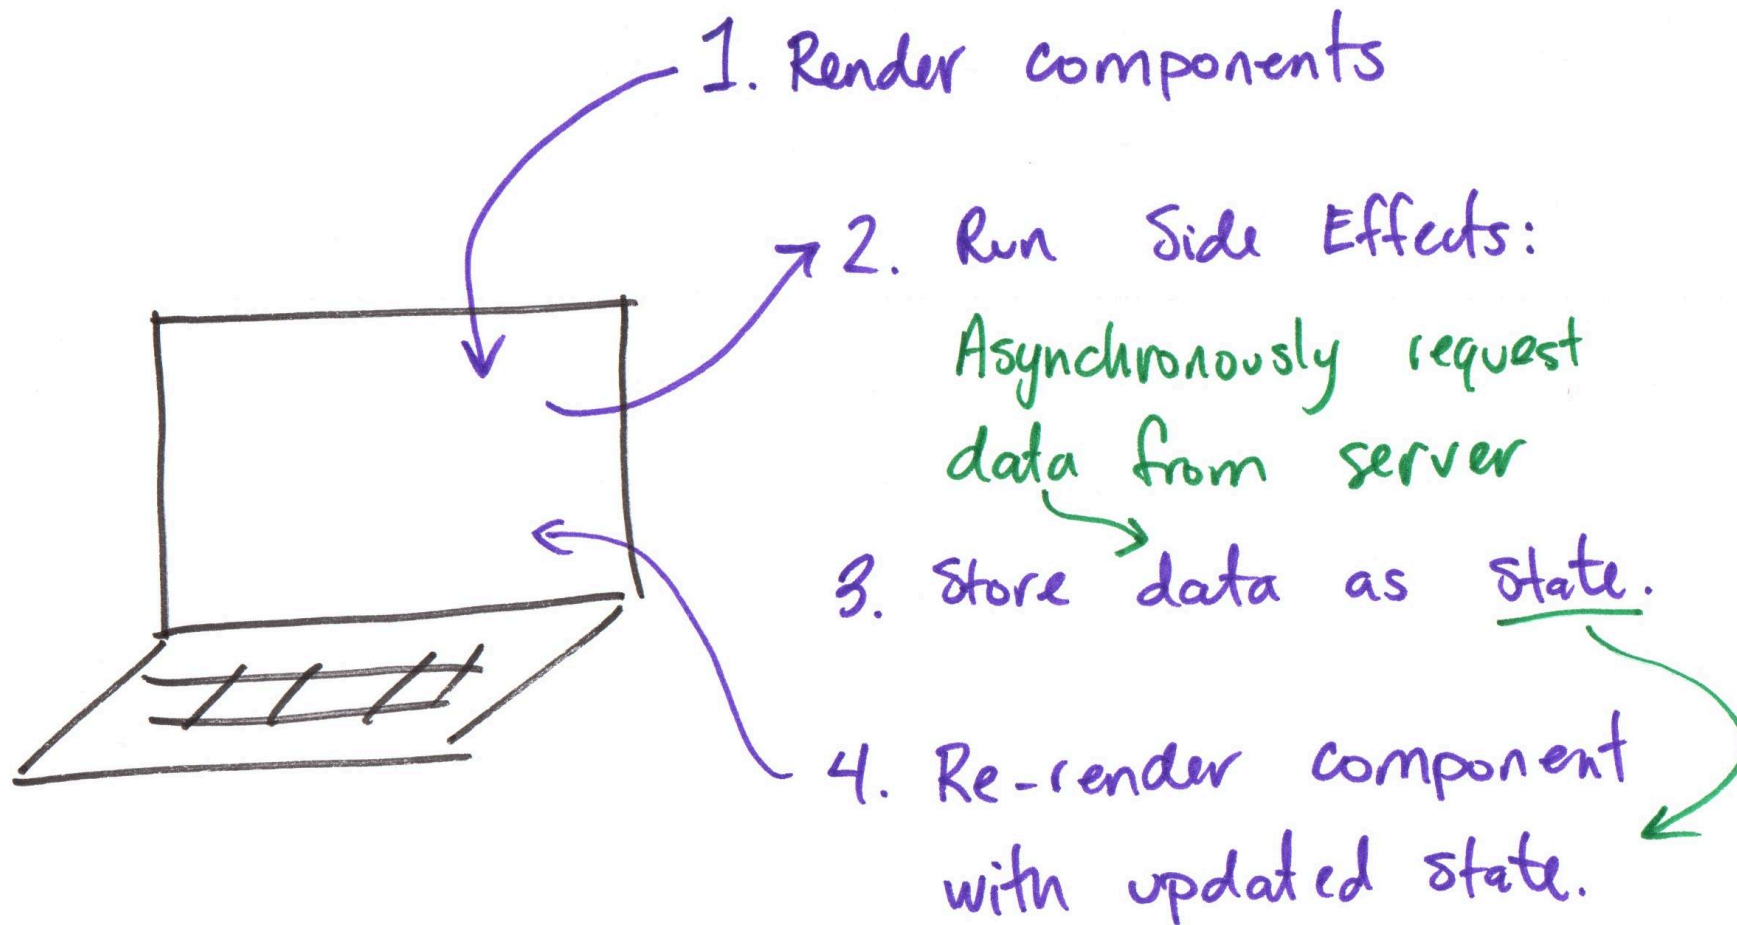 1. Render components
2. Run Side Effects:
Asynchronously request
data from server
3. Store data as state.
4. Re-render component
with updated state.